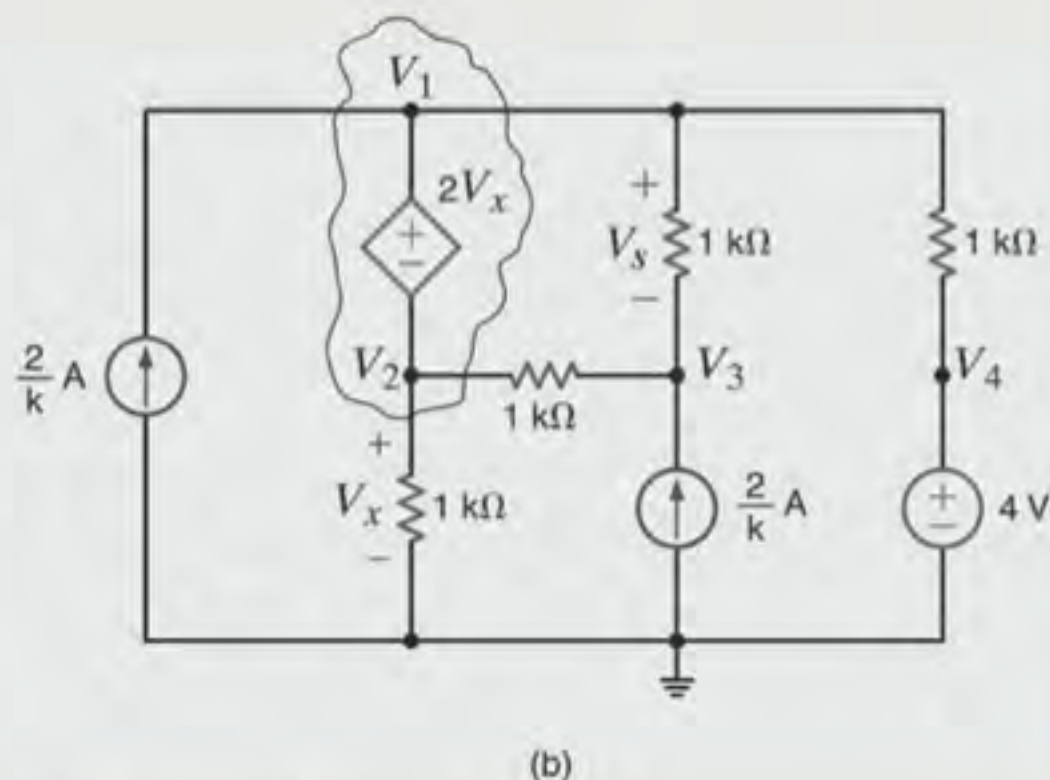 V1
2Vx
+
−
+
Vs
−
1 kΩ
1 kΩ
2/k A
V2
1 kΩ
V3
V4
+
Vx
−
1 kΩ
2/k A
+
−
4 V
(b)